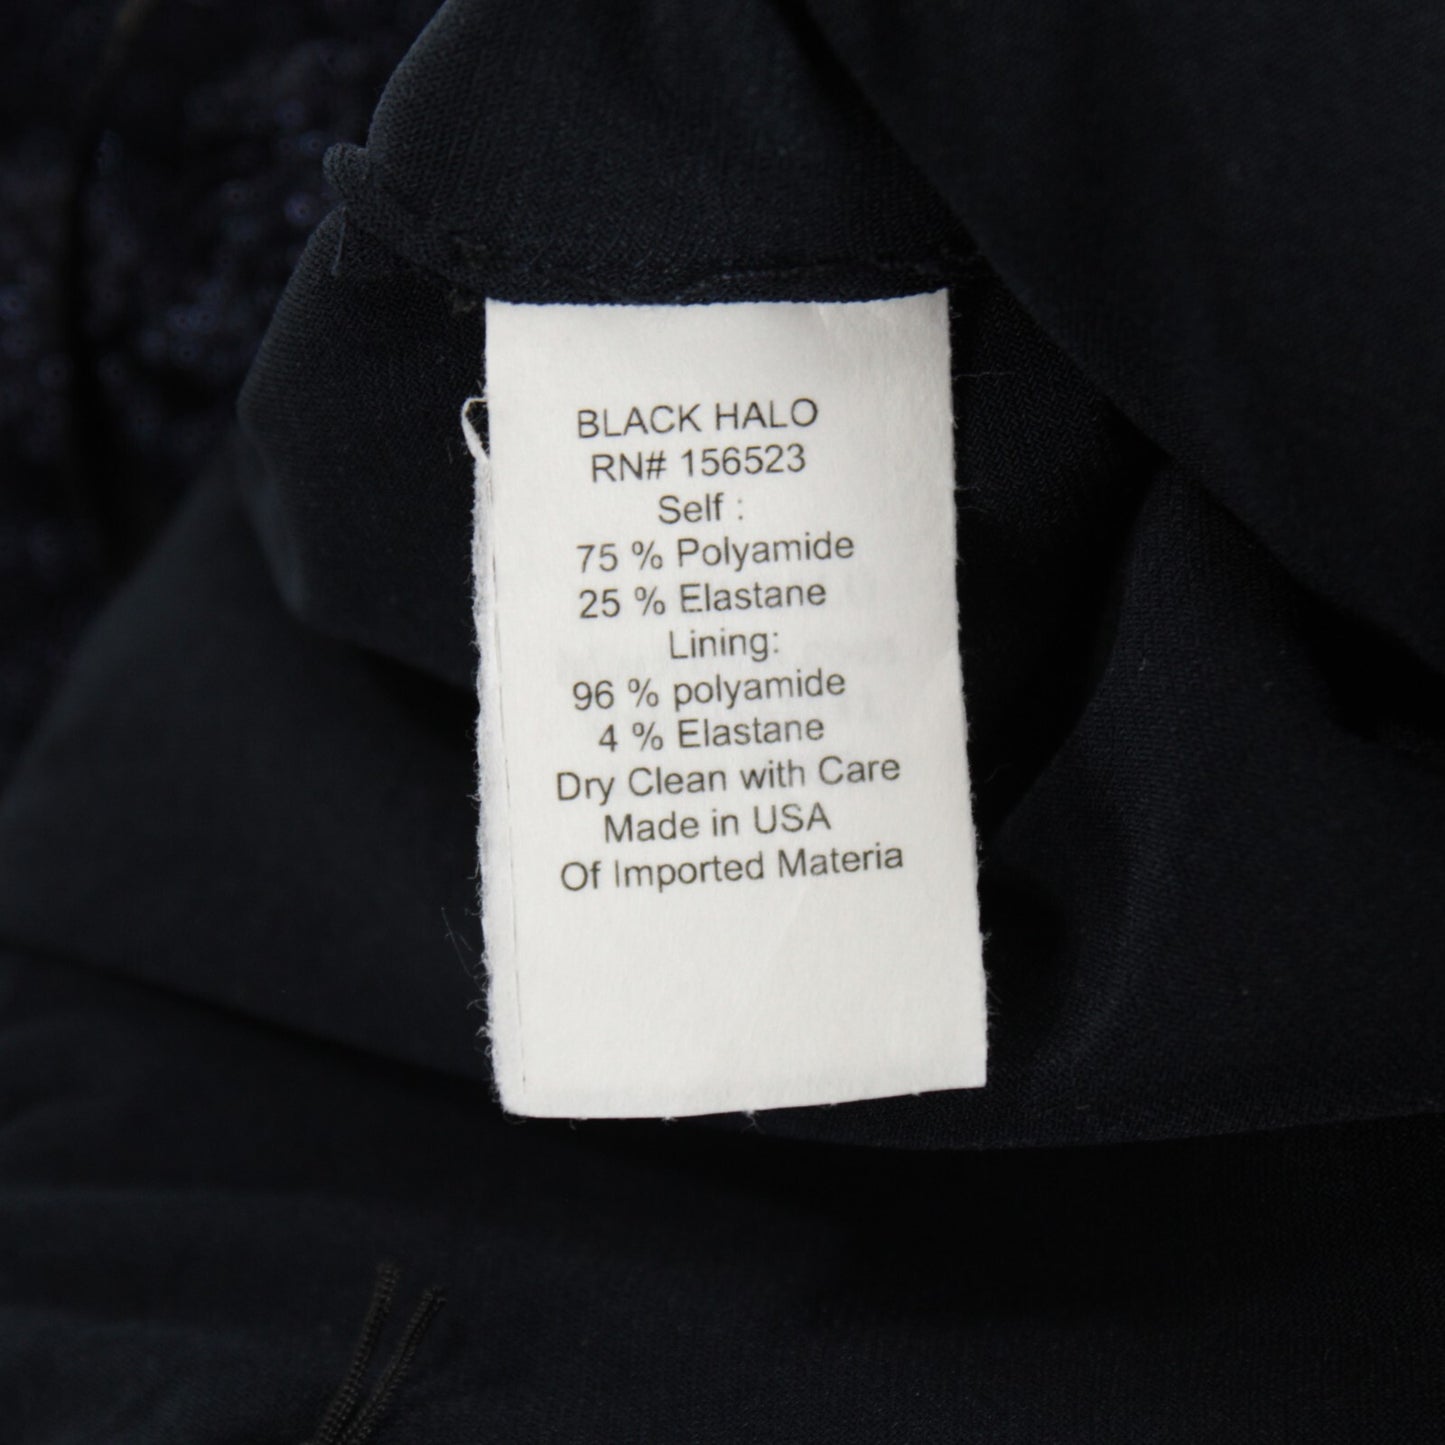 BLACK HALO
RN# 156523
Self :
75 % Polyamide
25 % Elastane
Lining:
96 % polyamide
4 % Elastane
Dry Clean with Care
Made in USA
Of Imported Materia